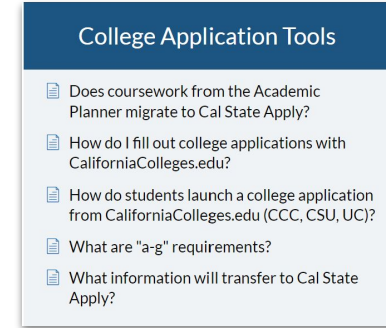 College Application Tools
Does coursework from the Academic
Planner migrate to Cal State Apply?
How do I fill out college applications with
CaliforniaColleges.edu?
How do students launch a college application
from CaliforniaColleges.edu (CCC, CSU, UC)?
What are "a-g" requirements?
What information will transfer to Cal State
Apply?